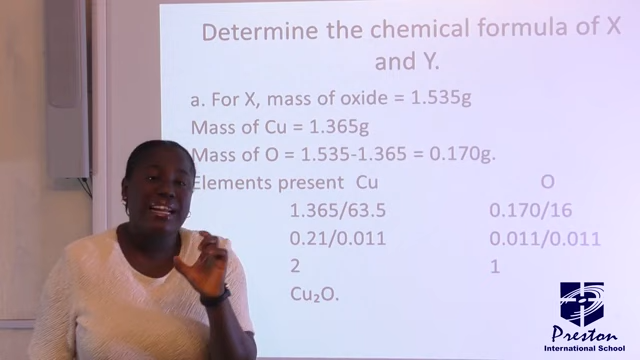 Determine the chemical formula of X
and Y.
a. For X, mass of oxide = 1.535g
Mass of Cu = 1.365g
Mass of O = 1.535-1.365 = 0.170g.
Elements present Cu O
1.365/63.5 0.170/16
0.21/0.011 0.011/0.011
2 1
Cu₂O.
Preston
International School